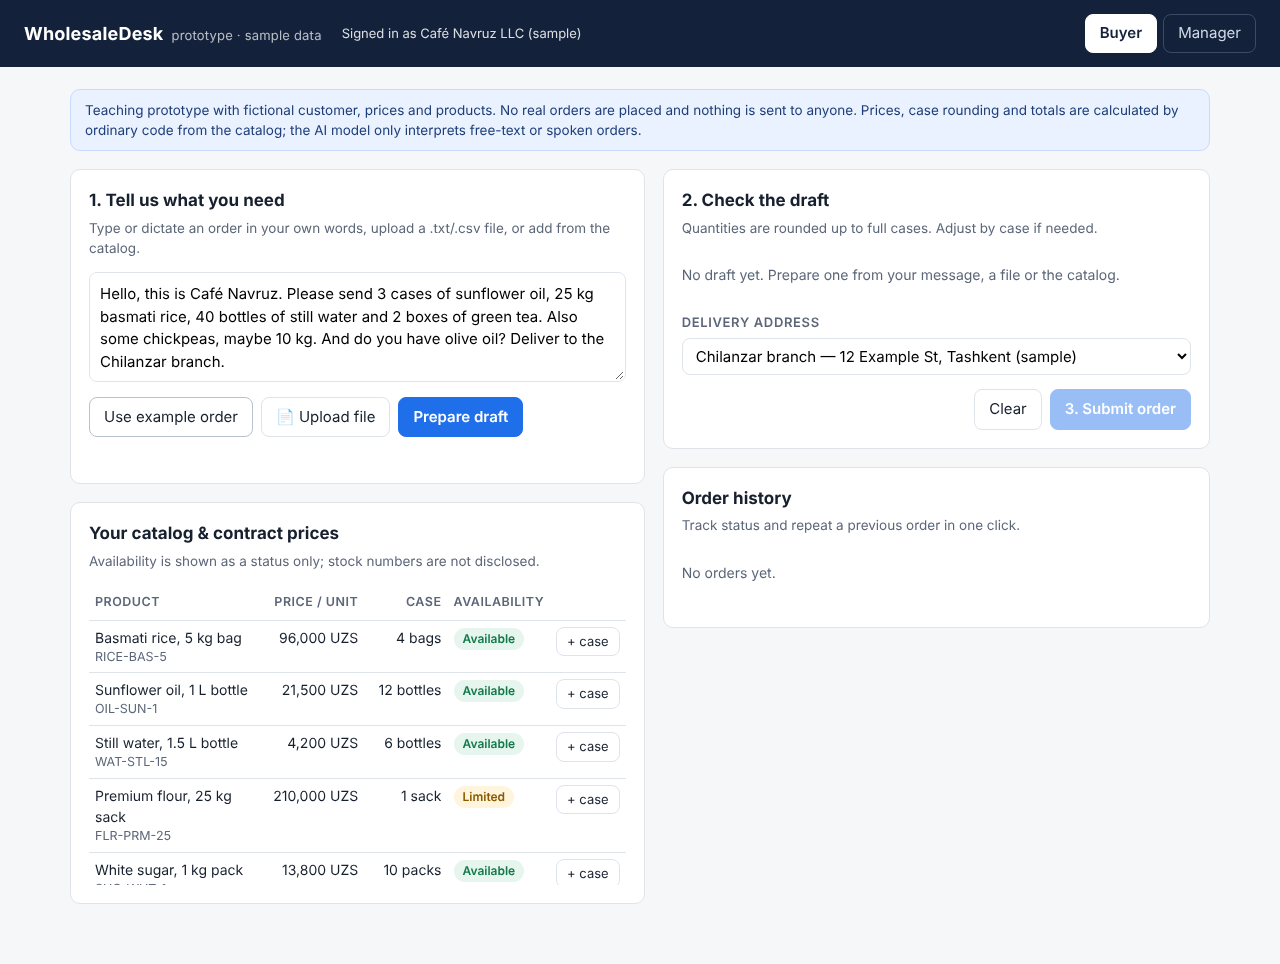 WholesaleDesk prototype · sample data Signed in as Café Navruz LLC (sample)
Buyer
Manager
Teaching prototype with fictional customer, prices and products. No real orders are placed and nothing is sent to anyone. Prices, case rounding and totals are calculated by
ordinary code from the catalog; the AI model only interprets free-text or spoken orders.
1. Tell us what you need
Type or dictate an order in your own words, upload a .txt/.csv file, or add from the
catalog.
Hello, this is Café Navruz. Please send 3 cases of sunflower oil, 25 kg
basmati rice, 40 bottles of still water and 2 boxes of green tea. Also
some chickpeas, maybe 10 kg. And do you have olive oil? Deliver to the
Chilanzar branch.
Use example order
📄 Upload file
Prepare draft
Your catalog & contract prices
Availability is shown as a status only; stock numbers are not disclosed.
PRODUCT PRICE / UNIT CASE AVAILABILITY
Basmati rice, 5 kg bag 96,000 UZS 4 bags Available + case
RICE-BAS-5
Sunflower oil, 1 L bottle 21,500 UZS 12 bottles Available + case
OIL-SUN-1
Still water, 1.5 L bottle 4,200 UZS 6 bottles Available + case
WAT-STL-15
Premium flour, 25 kg 210,000 UZS 1 sack Limited + case
sack
FLR-PRM-25
White sugar, 1 kg pack 13,800 UZS 10 packs Available + case
2. Check the draft
Quantities are rounded up to full cases. Adjust by case if needed.
No draft yet. Prepare one from your message, a file or the catalog.
DELIVERY ADDRESS
Chilanzar branch — 12 Example St, Tashkent (sample)
Clear
3. Submit order
Order history
Track status and repeat a previous order in one click.
No orders yet.